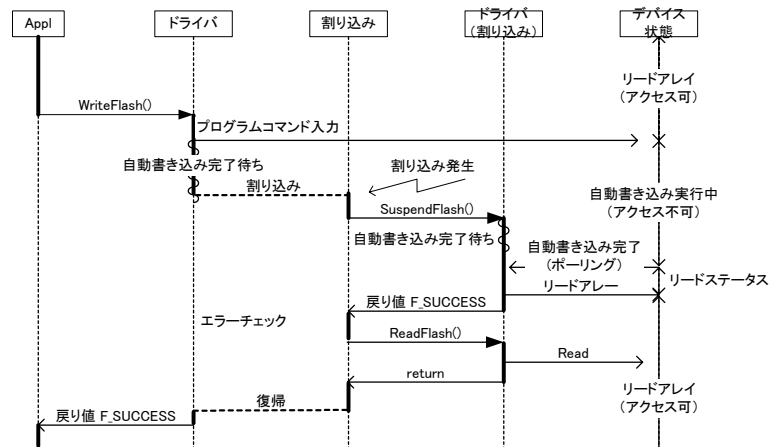 Appl
ドライバ
割り込み
ドライバ
(割り込み)
デバイス
状態
リードアレイ
(アクセス可)
WriteFlash()
プログラムコマンド入力
自動書き込み完了待ち
割り込み発生
割り込み
自動書き込み実行中
(アクセス不可)
SuspendFlash()
自動書き込み完了待ち
自動書き込み完了
(ポーリング)
リードステータス
リードアレー
戻り値 F_SUCCESS
エラーチェック
ReadFlash()
Read
return
リードアレイ
(アクセス可)
復帰
戻り値 F_SUCCESS